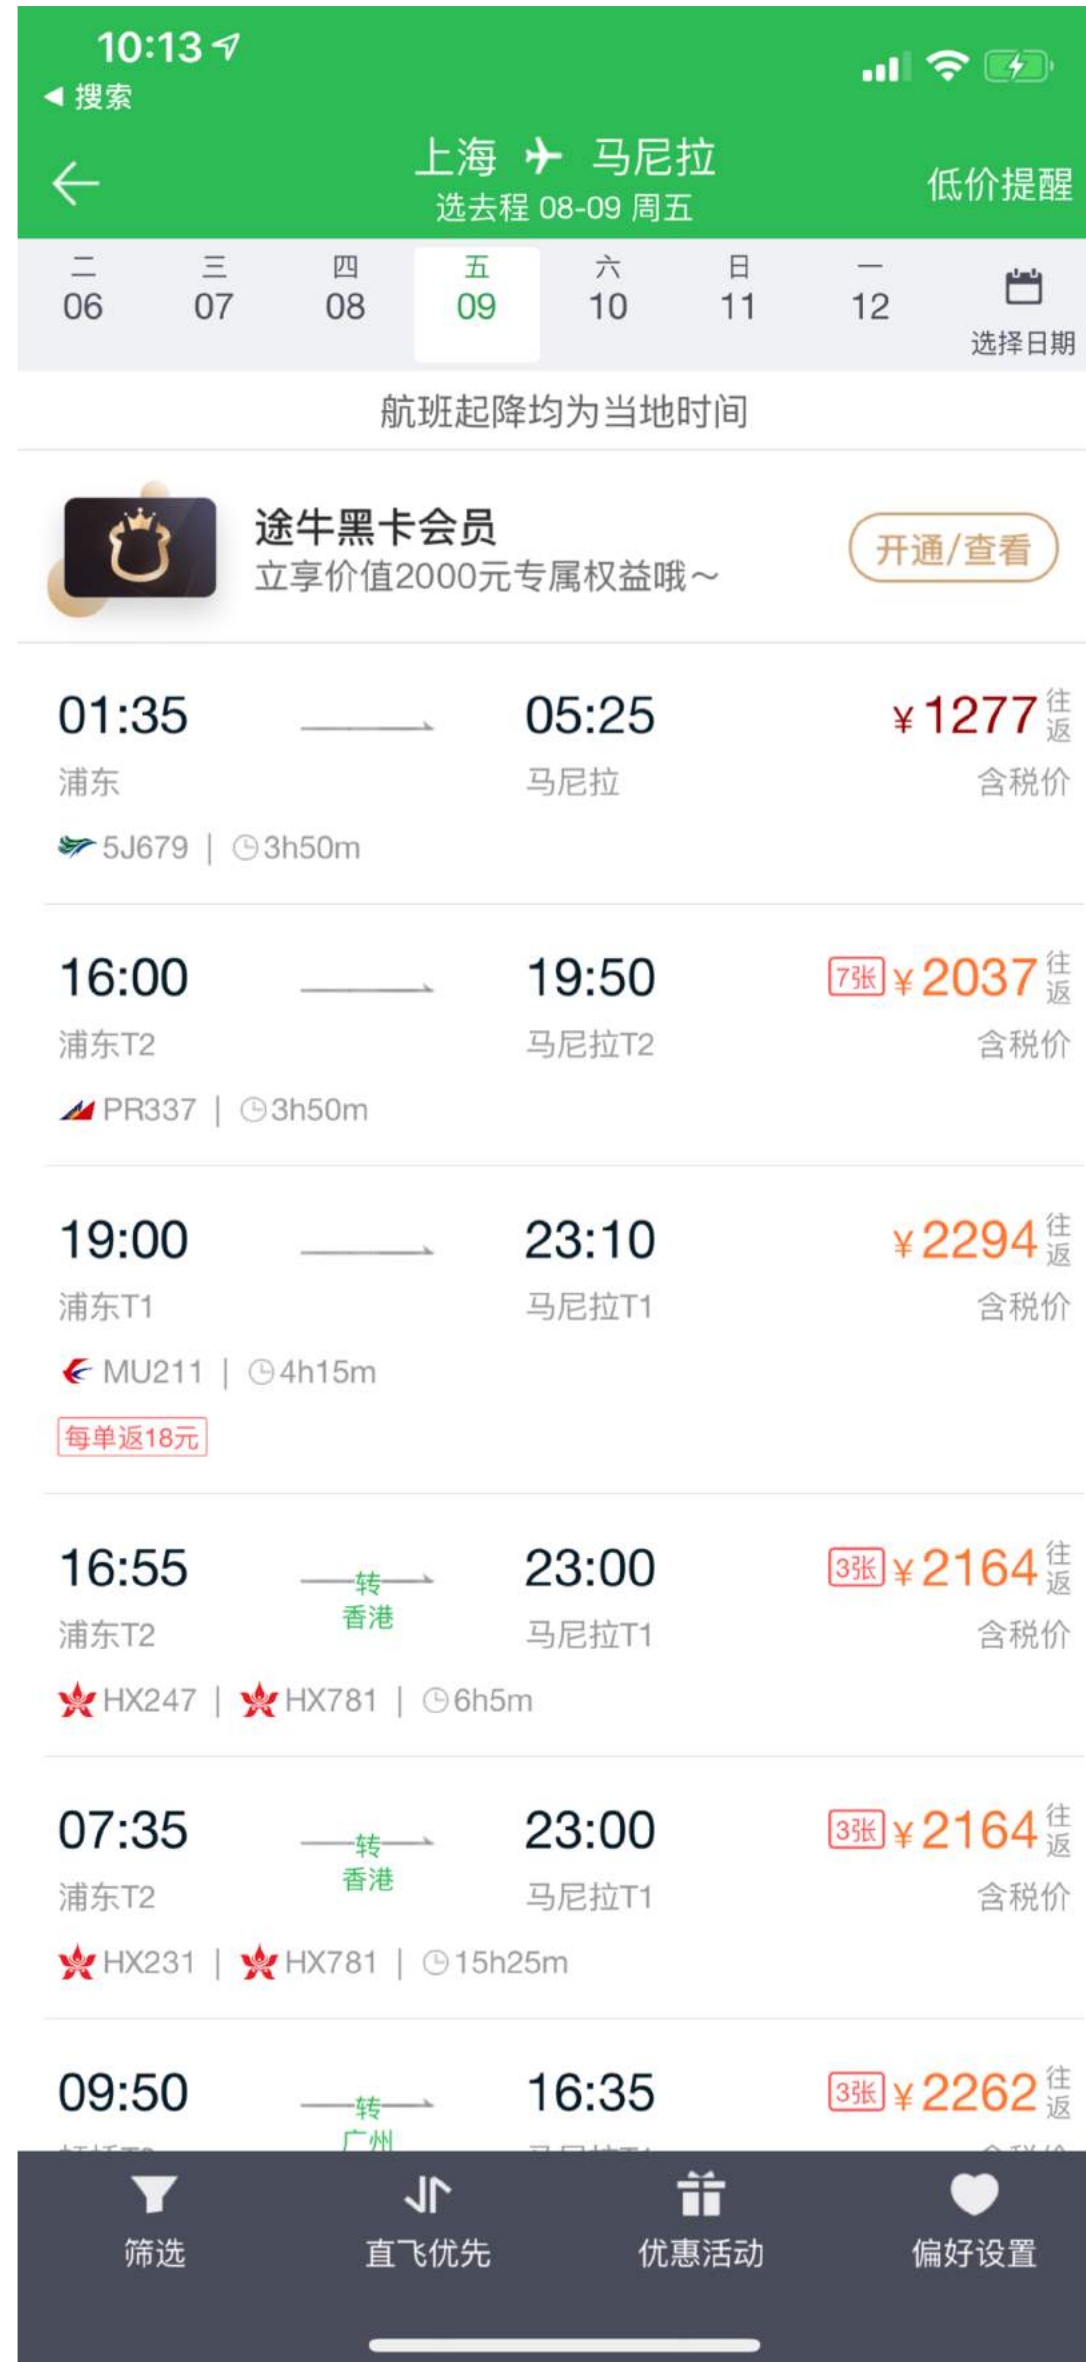 10:13
搜索
上海 马尼拉
选去程 08-09 周五
低价提醒
二 三 四 五 六 日 一
06 07 08 09 10 11 12
选择日期
航班起降均为当地时间
途牛黑卡会员
立享价值2000元专属权益哦～
开通/查看
01:35 05:25 ¥1277 往返
浦东 马尼拉 含税价
5J679 | 3h50m
16:00 19:50 7张 ¥2037 往返
浦东T2 马尼拉T2 含税价
PR337 | 3h50m
19:00 23:10 ¥2294 往返
浦东T1 马尼拉T1 含税价
MU211 | 4h15m
每单返18元
16:55 转 23:00 3张 ¥2164 往返
香港
浦东T2 马尼拉T1 含税价
HX247 | HX781 | 6h5m
07:35 转 23:00 3张 ¥2164 往返
香港
浦东T2 马尼拉T1 含税价
HX231 | HX781 | 15h25m
09:50 转 16:35 3张 ¥2262 往返
广州
筛选 直飞优先 优惠活动 偏好设置